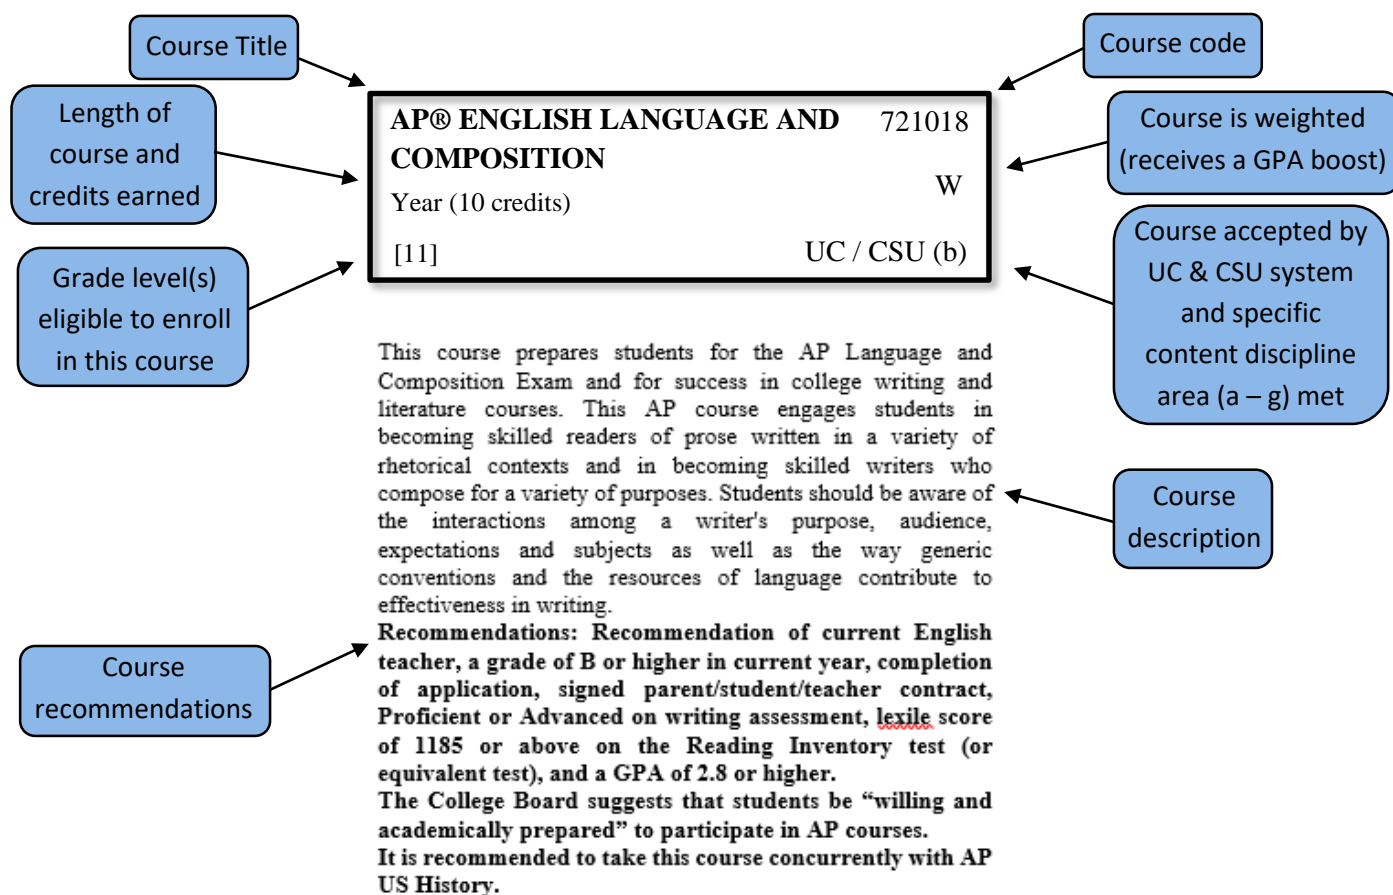 Course Title
Course code
Length of
course and
credits earned
AP® ENGLISH LANGUAGE AND
COMPOSITION
721018
Year (10 credits)
W
[11]
UC / CSU (b)
Course is weighted
(receives a GPA boost)
Grade level(s)
eligible to enroll
in this course
Course accepted by
UC & CSU system
and specific
content discipline
area (a – g) met
This course prepares students for the AP Language and
Composition Exam and for success in college writing and
literature courses. This AP course engages students in
becoming skilled readers of prose written in a variety of
rhetorical contexts and in becoming skilled writers who
compose for a variety of purposes. Students should be aware of
the interactions among a writer's purpose, audience,
expectations and subjects as well as the way generic
conventions and the resources of language contribute to
effectiveness in writing.
Course
description
Recommendations: Recommendation of current English
teacher, a grade of B or higher in current year, completion
of application, signed parent/student/teacher contract,
Proficient or Advanced on writing assessment, lexile score
of 1185 or above on the Reading Inventory test (or
equivalent test), and a GPA of 2.8 or higher.
The College Board suggests that students be “willing and
academically prepared” to participate in AP courses.
It is recommended to take this course concurrently with AP
US History.
Course
recommendations